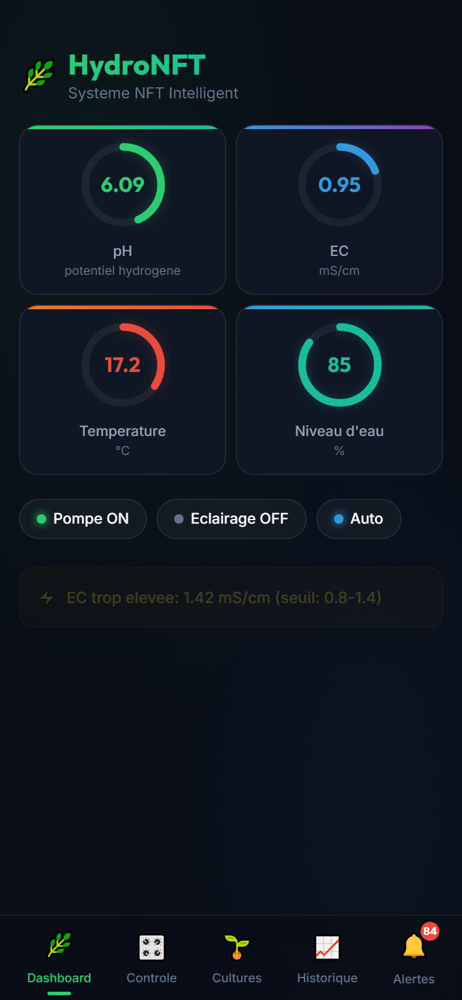 HydroNFT
Systeme NFT Intelligent
6.09
pH
potentiel hydrogene
0.95
EC
mS/cm
17.2
Temperature
°C
85
Niveau d'eau
%
Pompe ON
Eclairage OFF
Auto
EC trop elevee: 1.42 mS/cm (seuil: 0.8-1.4)
Dashboard
Controle
Cultures
Historique
84
Alertes